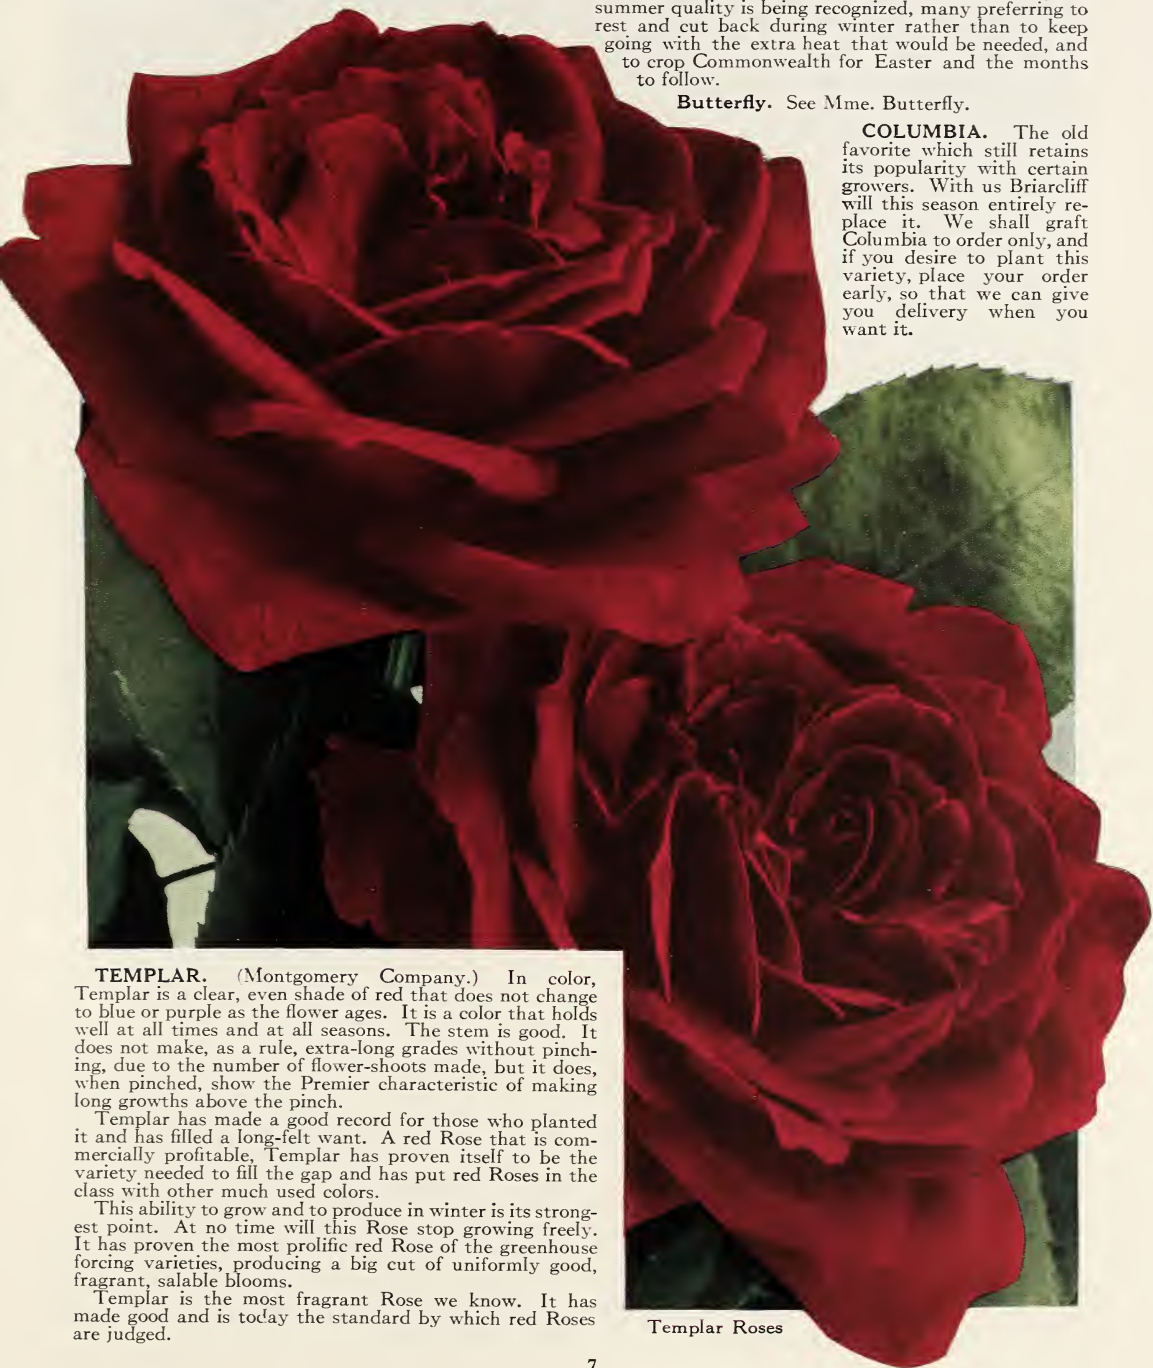 summer quality is being recognized, many preferring to
rest and cut back during winter rather than to keep
going with the extra heat that would be needed, and
to crop Commonwealth for Easter and the months
to follow.
Butterfly. See Mme. Butterfly.
COLUMBIA. The old
favorite which still retains
its popularity with certain
growers. With us Briarcliff
will this season entirely re-
place it. We shall graft
Columbia to order only, and
if you desire to plant this
variety, place your order
early, so that we can give
you delivery when you
want it.
TEMPLAR. (Montgomery Company.) In color,
Templar is a clear, even shade of red that does not change
to blue or purple as the flower ages. It is a color that holds
well at all times and at all seasons. The stem is good. It
does not make, as a rule, extra-long grades without pinch-
ing, due to the number of flower-shoots made, but it does,
when pinched, show the Premier characteristic of making
long growths above the pinch.
Templar has made a good record for those who planted
it and has filled a long-felt want. A red Rose that is com-
mercially profitable, Templar has proven itself to be the
variety needed to fill the gap and has put red Roses in the
class with other much used colors.
This ability to grow and to produce in winter is its strong-
est point. At no time will this Rose stop growing freely.
It has proven the most prolific red Rose of the greenhouse
forcing varieties, producing a big cut of uniformly good,
fragrant, salable blooms.
Templar is the most fragrant Rose we know. It has
made good and is today the standard by which red Roses
are judged.
Templar Roses
7